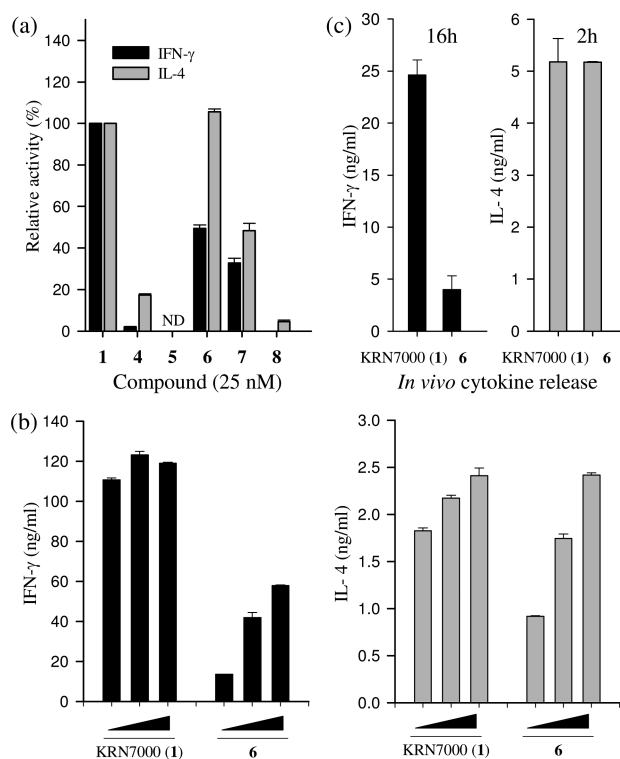 (a)
IFN-γ
IL-4
Relative activity (%)
140
120
100
80
60
40
20
0
ND
1 4 5 6 7 8
Compound (25 nM)
(c)
16h
IFN-γ (ng/ml)
30
25
20
15
10
5
0
KRN7000 (1) 6
2h
IL- 4 (ng/ml)
6
5
4
3
2
1
0
KRN7000 (1) 6
In vivo cytokine release
(b)
IFN-γ (ng/ml)
140
120
100
80
60
40
20
0
KRN7000 (1) 6
IL- 4 (ng/ml)
3.0
2.5
2.0
1.5
1.0
0.5
0.0
KRN7000 (1) 6